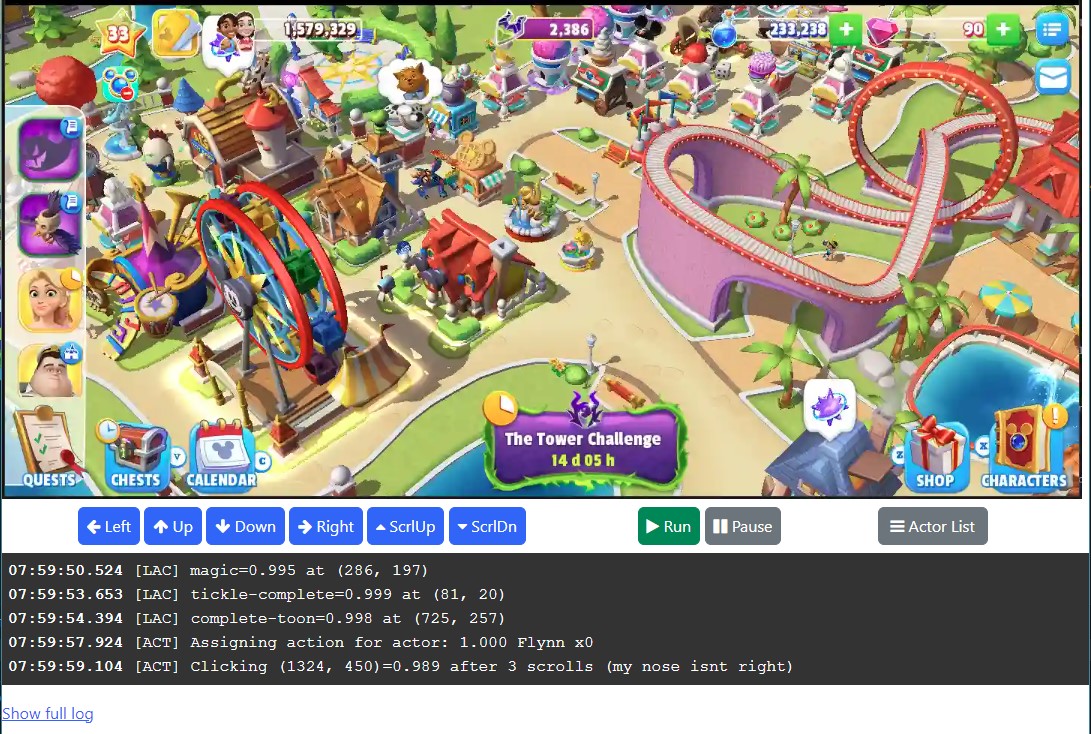 33
1,579,329
2,386
233,238
90
The Tower Challenge
14 d 05 h
QUESTS
CHESTS
V
CALENDAR
C
Z
SHOP
X
CHARACTERS
Left
Up
Down
Right
ScrlUp
ScrlDn
Run
Pause
Actor List
07:59:50.524 [LAC] magic=0.995 at (286, 197)
07:59:53.653 [LAC] tickle-complete=0.999 at (81, 20)
07:59:54.394 [LAC] complete-toon=0.998 at (725, 257)
07:59:57.924 [ACT] Assigning action for actor: 1.000 Flynn x0
07:59:59.104 [ACT] Clicking (1324, 450)=0.989 after 3 scrolls (my nose isnt right)
Show full log